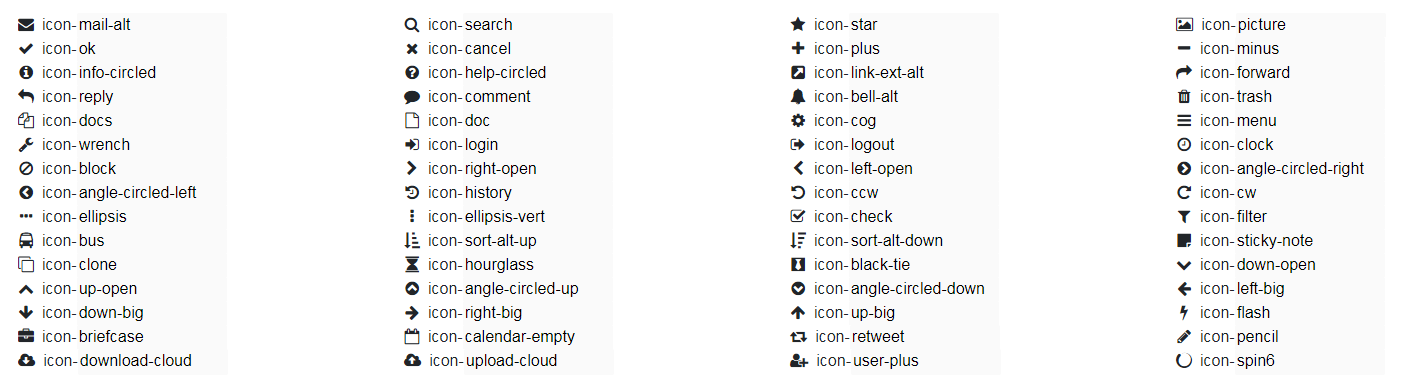 icon-mail-alt icon-search icon-star icon-picture
icon-ok icon-cancel icon-plus icon-minus
icon-info-circled icon-help-circled icon-link-ext-alt icon-forward
icon-reply icon-comment icon-bell-alt icon-trash
icon-docs icon-doc icon-cog icon-menu
icon-wrench icon-login icon-logout icon-clock
icon-block icon-right-open icon-left-open icon-angle-circled-right
icon-angle-circled-left icon-history icon-ccw icon-cw
icon-ellipsis icon-ellipsis-vert icon-check icon-filter
icon-bus icon-sort-alt-up icon-sort-alt-down icon-sticky-note
icon-clone icon-hourglass icon-black-tie icon-down-open
icon-up-open icon-angle-circled-up icon-angle-circled-down icon-left-big
icon-down-big icon-right-big icon-up-big icon-flash
icon-briefcase icon-calendar-empty icon-retweet icon-pencil
icon-download-cloud icon-upload-cloud icon-user-plus icon-spin6